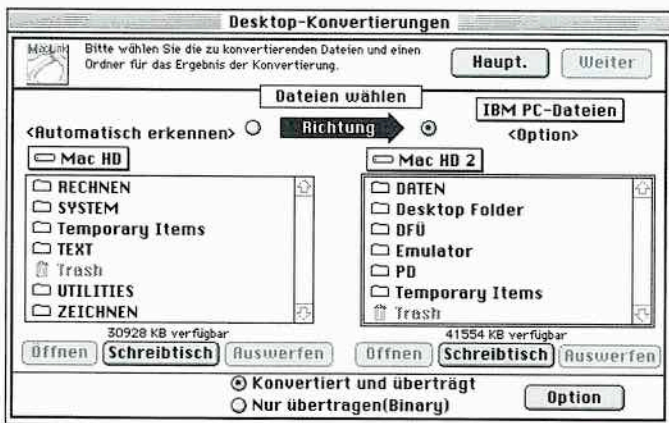 Desktop-Konvertierungen
MacLink
Bitte wählen Sie die zu konvertierenden Dateien und einen
Ordner für das Ergebnis der Konvertierung.
Haupt.
Weiter
Dateien wählen
IBM PC-Dateien
<Automatisch erkennen>
Richtung
<Option>
Mac HD
RECHNEN
SYSTEM
Temporary Items
TEXT
Trash
UTILITIES
ZEICHNEN
30928 KB verfügbar
Öffnen
Schreibtisch
Auswerfen
Mac HD 2
DATEN
Desktop Folder
DFÜ
Emulator
PD
Temporary Items
Trash
41554 KB verfügbar
Öffnen
Schreibtisch
Auswerfen
Konvertiert und überträgt
Nur übertragen(Binary)
Option